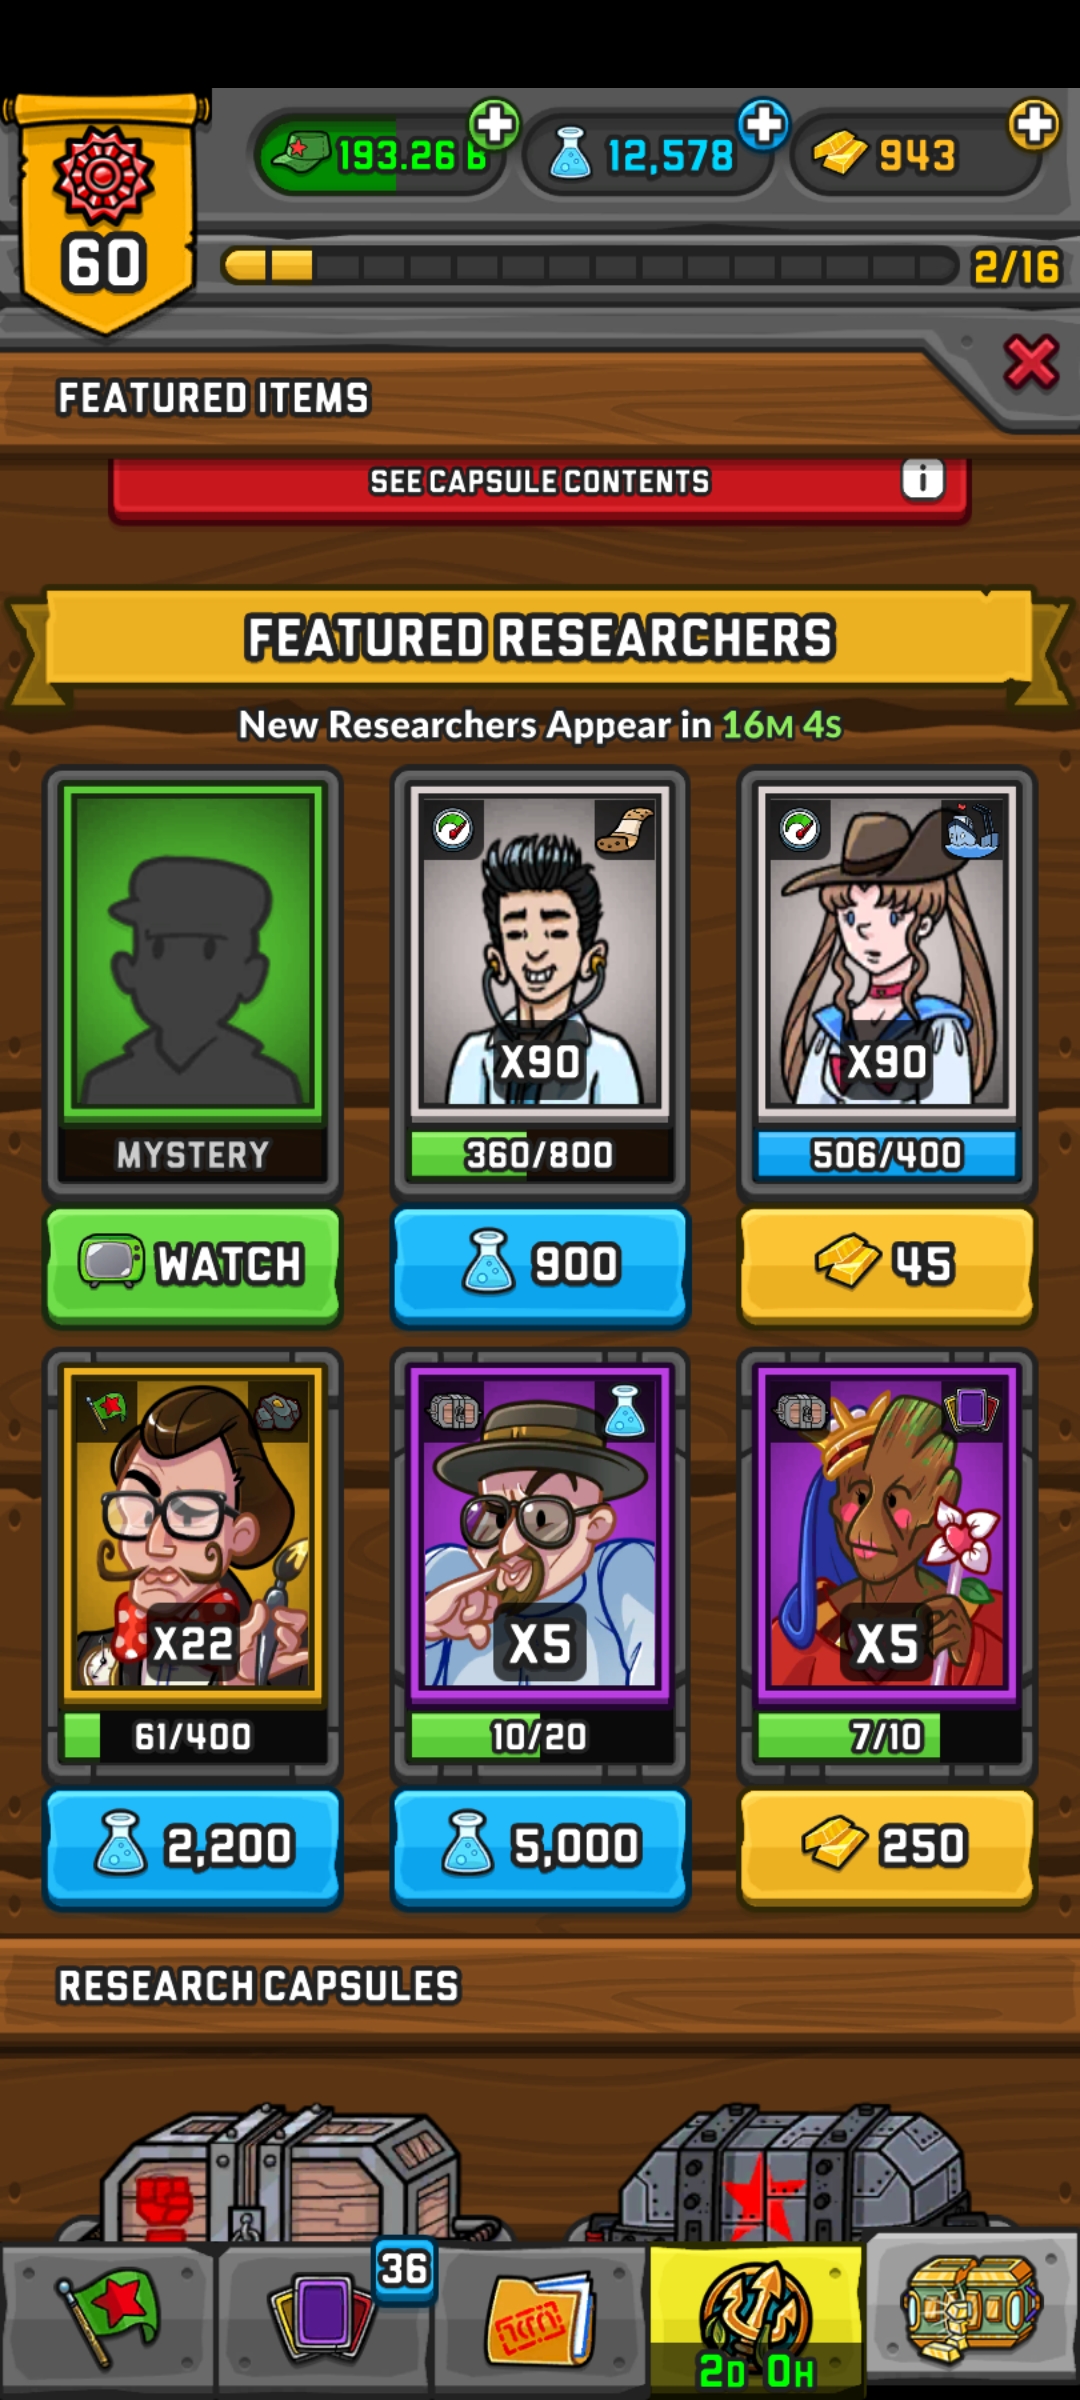 193.26 B
12,578
943
60
2/16
FEATURED ITEMS
SEE CAPSULE CONTENTS
i
FEATURED RESEARCHERS
New Researchers Appear in 16M 4S
X90
X90
MYSTERY
360/800
506/400
WATCH
900
45
X22
X5
X5
61/400
10/20
7/10
2,200
5,000
250
RESEARCH CAPSULES
36
2D 0H